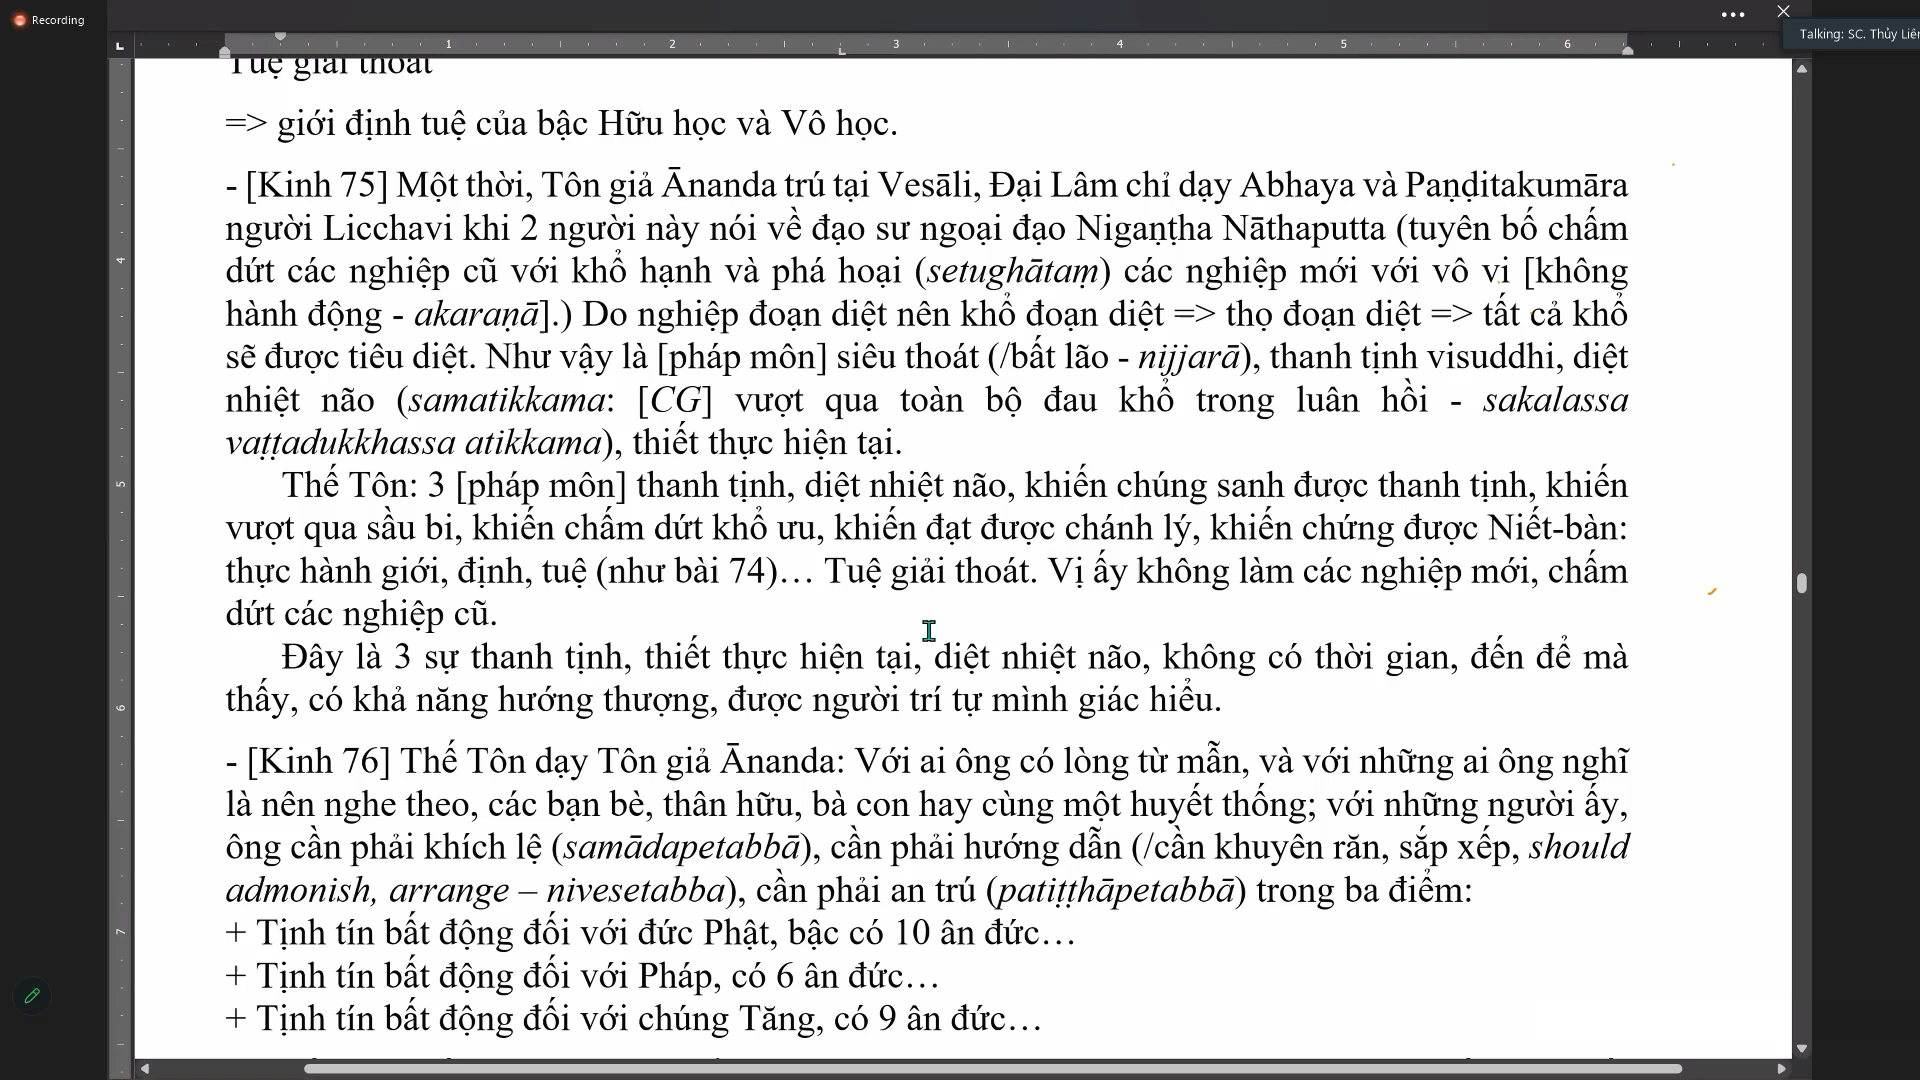 Recording
Talking: SC. Thủy
1 2 3 4 5 6
Tuệ giải thoát
=> giới định tuệ của bậc Hữu học và Vô học.
- [Kinh 75] Một thời, Tôn giả Ānanda trú tại Vesāli, Đại Lâm chỉ dạy Abhaya và Paṇḍitakumāra
người Licchavi khi 2 người này nói về đạo sư ngoại đạo Nigaṇṭha Nāthaputta (tuyên bố chấm
dứt các nghiệp cũ với khổ hạnh và phá hoại (setughātaṃ) các nghiệp mới với vô vi [không
hành động - akaraṇā].) Do nghiệp đoạn diệt nên khổ đoạn diệt => thọ đoạn diệt => tất cả khổ
sẽ được tiêu diệt. Như vậy là [pháp môn] siêu thoát (/bất lão - nijjarā), thanh tịnh visuddhi, diệt
nhiệt não (samatikkama: [CG] vượt qua toàn bộ đau khổ trong luân hồi - sakalassa
vaṭṭadukkhassa atikkama), thiết thực hiện tại.
Thế Tôn: 3 [pháp môn] thanh tịnh, diệt nhiệt não, khiến chúng sanh được thanh tịnh, khiến
vượt qua sầu bi, khiến chấm dứt khổ ưu, khiến đạt được chánh lý, khiến chứng được Niết-bàn:
thực hành giới, định, tuệ (như bài 74)… Tuệ giải thoát. Vị ấy không làm các nghiệp mới, chấm
dứt các nghiệp cũ.
Đây là 3 sự thanh tịnh, thiết thực hiện tại, diệt nhiệt não, không có thời gian, đến để mà
thấy, có khả năng hướng thượng, được người trí tự mình giác hiểu.
- [Kinh 76] Thế Tôn dạy Tôn giả Ānanda: Với ai ông có lòng từ mẫn, và với những ai ông nghĩ
là nên nghe theo, các bạn bè, thân hữu, bà con hay cùng một huyết thống; với những người ấy,
ông cần phải khích lệ (samādapetabbā), cần phải hướng dẫn (/cần khuyên răn, sắp xếp, should
admonish, arrange – nivesetabba), cần phải an trú (patiṭṭhāpetabbā) trong ba điểm:
+ Tịnh tín bất động đối với đức Phật, bậc có 10 ân đức…
+ Tịnh tín bất động đối với Pháp, có 6 ân đức…
+ Tịnh tín bất động đối với chúng Tăng, có 9 ân đức…
4
5
6
7